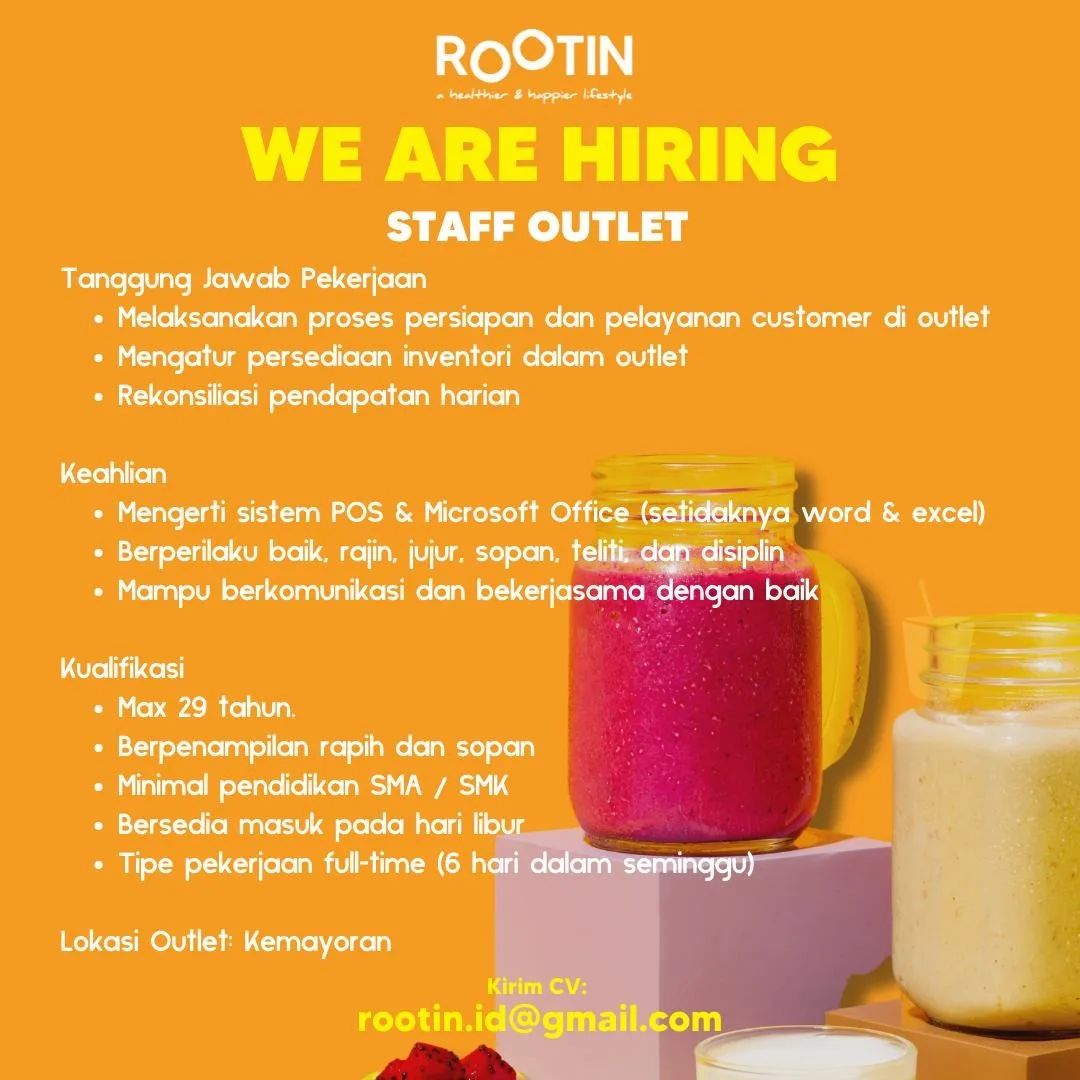 ROOTIN
a healthier & happier lifestyle
WE ARE HIRING
STAFF OUTLET
Tanggung Jawab Pekerjaan
• Melaksanakan proses persiapan dan pelayanan customer di outlet
• Mengatur persediaan inventori dalam outlet
• Rekonsiliasi pendapatan harian
Keahlian
• Mengerti sistem POS & Microsoft Office (setidaknya word & excel)
• Berperilaku baik, rajin, jujur, sopan, teliti, dan disiplin
• Mampu berkomunikasi dan bekerjasama dengan baik
Kualifikasi
• Max 29 tahun.
• Berpenampilan rapih dan sopan
• Minimal pendidikan SMA / SMK
• Bersedia masuk pada hari libur
• Tipe pekerjaan full-time (6 hari dalam seminggu)
Lokasi Outlet: Kemayoran
Kirim CV:
rootin.id@gmail.com